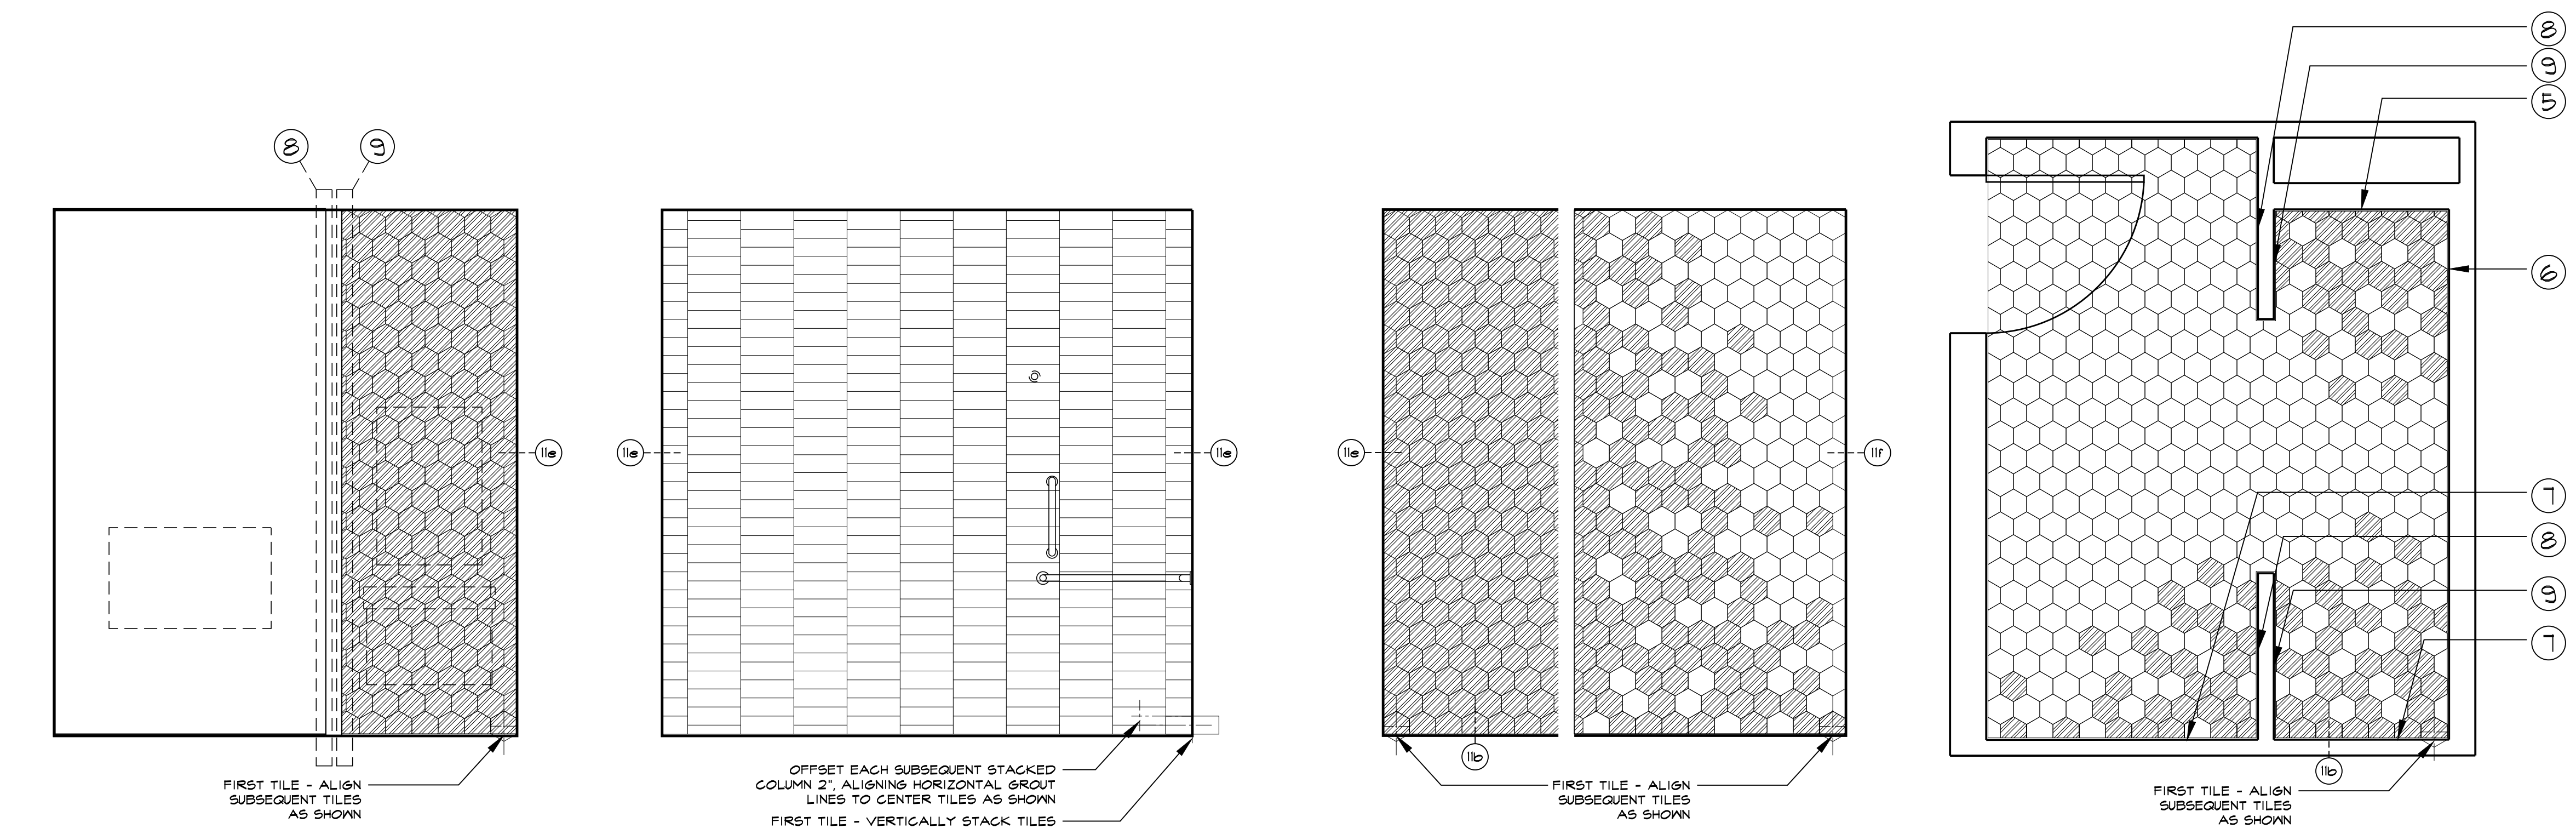 8
9
11e
FIRST TILE - ALIGN
SUBSEQUENT TILES
AS SHOWN
11e
11e
OFFSET EACH SUBSEQUENT STACKED
COLUMN 2", ALIGNING HORIZONTAL GROUT
LINES TO CENTER TILES AS SHOWN
FIRST TILE - VERTICALLY STACK TILES
11e
11f
11b
FIRST TILE - ALIGN
SUBSEQUENT TILES
AS SHOWN
8
9
5
6
7
8
9
7
11b
FIRST TILE - ALIGN
SUBSEQUENT TILES
AS SHOWN